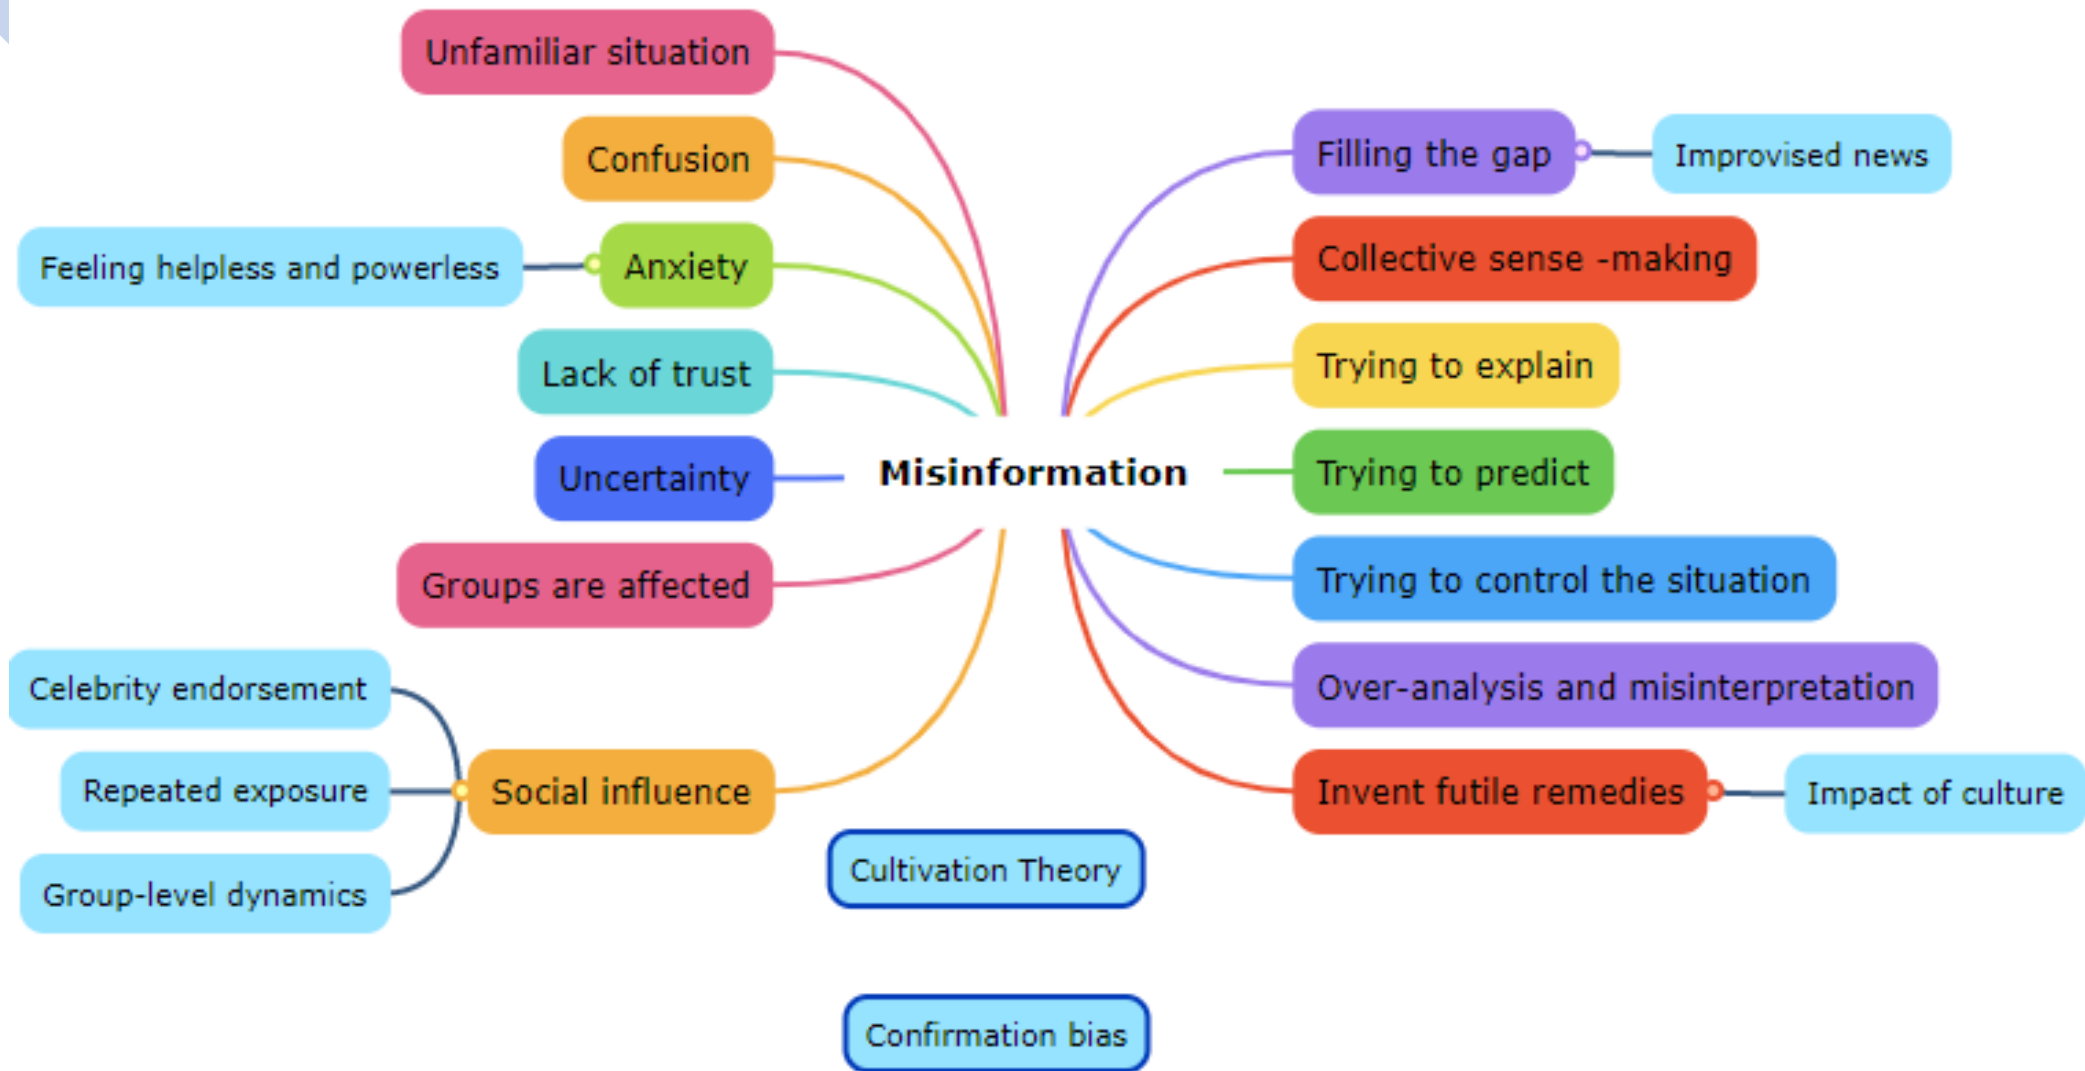 Unfamiliar situation
Confusion
Feeling helpless and powerless
Anxiety
Lack of trust
Uncertainty
Groups are affected
Celebrity endorsement
Repeated exposure
Group-level dynamics
Social influence
Misinformation
Filling the gap
Improvised news
Collective sense -making
Trying to explain
Trying to predict
Trying to control the situation
Over-analysis and misinterpretation
Invent futile remedies
Impact of culture
Cultivation Theory
Confirmation bias